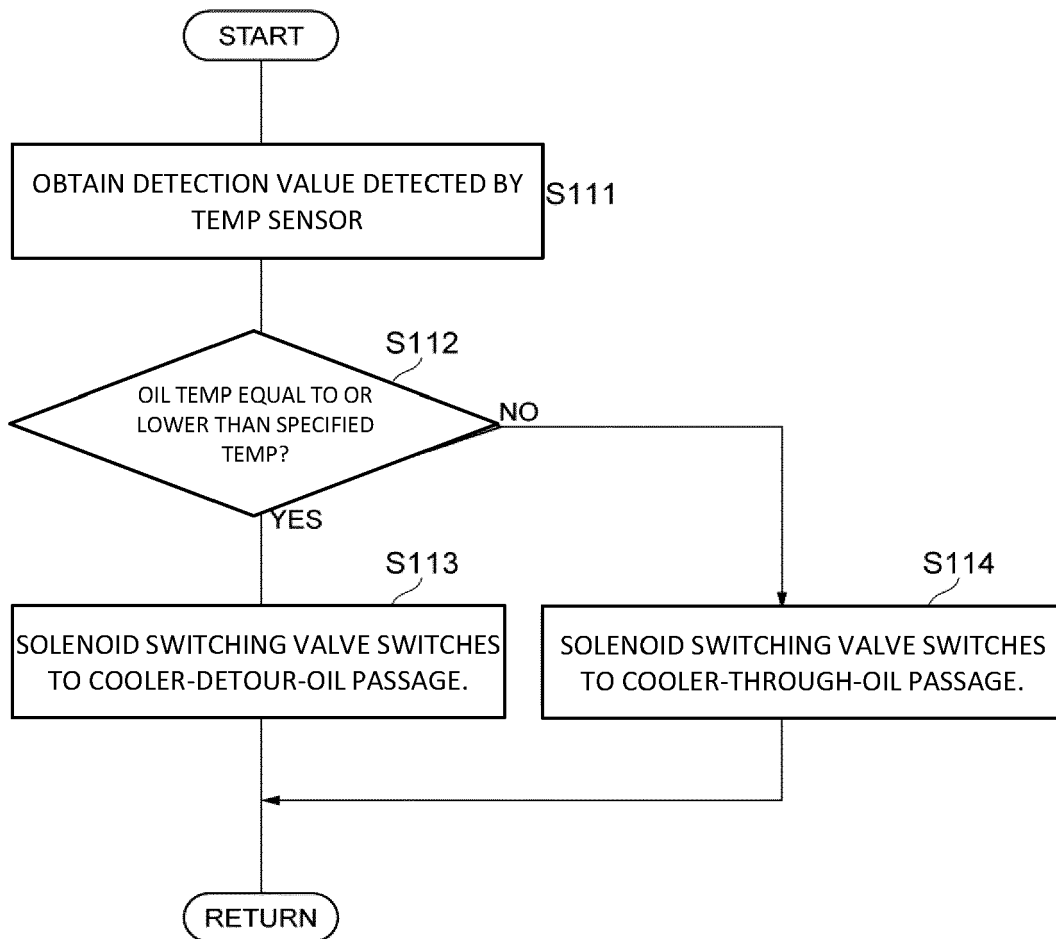 START
OBTAIN DETECTION VALUE DETECTED BY
TEMP SENSOR
S111
S112
OIL TEMP EQUAL TO OR
LOWER THAN SPECIFIED
TEMP?
NO
YES
S113
SOLENOID SWITCHING VALVE SWITCHES
TO COOLER-DETOUR-OIL PASSAGE.
S114
SOLENOID SWITCHING VALVE SWITCHES
TO COOLER-THROUGH-OIL PASSAGE.
RETURN